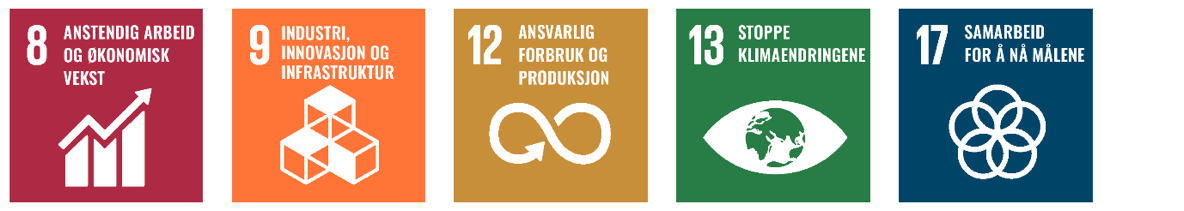 8 ANSTENDIG ARBEID
OG ØKONOMISK
VEKST
9 INDUSTRI,
INNOVASJON OG
INFRASTRUKTUR
12 ANSVARLIG
FORBRUK OG
PRODUKSJON
13 STOPPE
KLIMAENDRINGENE
17 SAMARBEID
FOR Å NÅ MÅLENE